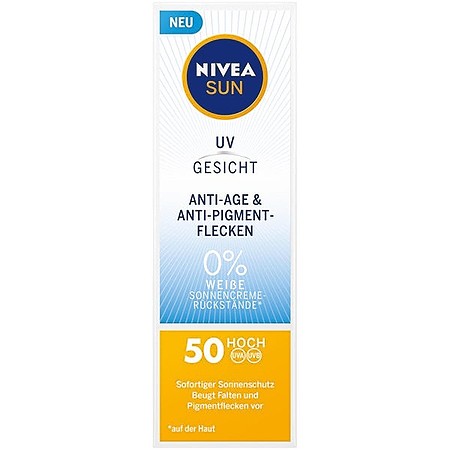 NEU
NIVEA
SUN
UV
GESICHT
ANTI-AGE &
ANTI-PIGMENT-
FLECKEN
0%
WEIßE
SONNENCREME-
RÜCKSTÄNDE*
50 HOCH
UVA UVB
Sofortiger Sonnenschutz
Beugt Falten und
Pigmentflecken vor
*auf der Haut